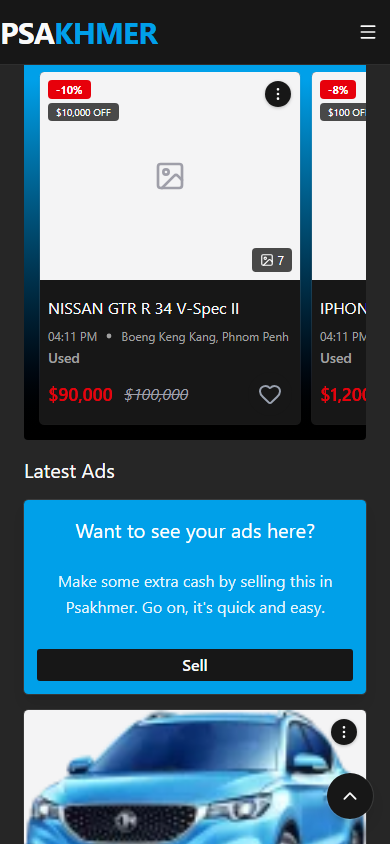 PSAKHMER
-10%
$10,000 OFF
7
NISSAN GTR R 34 V-Spec II
04:11 PM • Boeng Keng Kang, Phnom Penh
Used
$90,000 $100,000
-8%
$100 OF
IPHON
04:11 PM
Used
$1,200
Latest Ads
Want to see your ads here?
Make some extra cash by selling this in
Psakhmer. Go on, it's quick and easy.
Sell